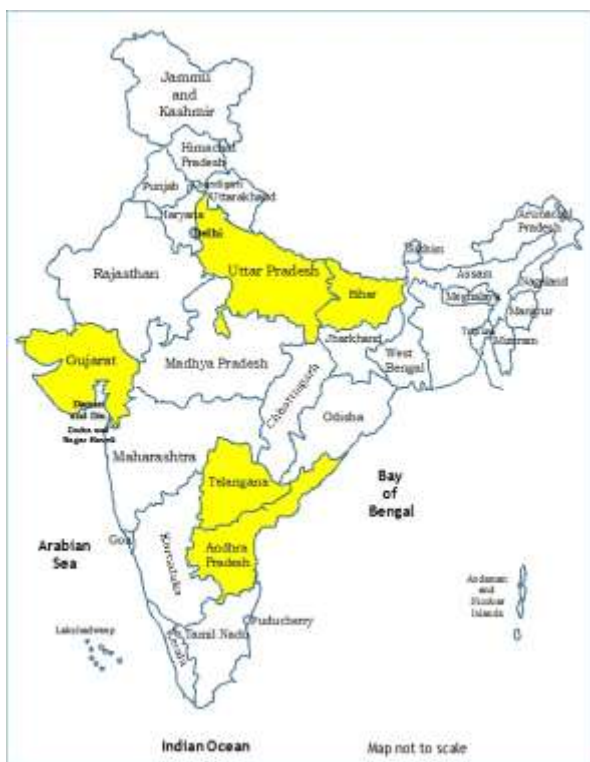 Jammu
and
Kashmir
Himachal
Pradesh
Punjab
Chandigarh
Uttarakhand
Haryana
Delhi
Arunachal
Pradesh
Rajasthan
Uttar Pradesh
Sikkim
Assam
Nagaland
Bihar
Meghalaya
Manipur
Gujarat
Madhya Pradesh
Jharkhand
West
Bengal
Tripura
Mizoram
Chhattisgarh
Daman
and Diu
Dadra and
Nagar Haveli
Odisha
Maharashtra
Telangana
Bay
of
Bengal
Arabian
Sea
Goa
Karnataka
Andhra
Pradesh
Andaman
and
Nicobar
Islands
Lakshadweep
Kerala
Tamil Nadu
Puducherry
Indian Ocean
Map not to scale